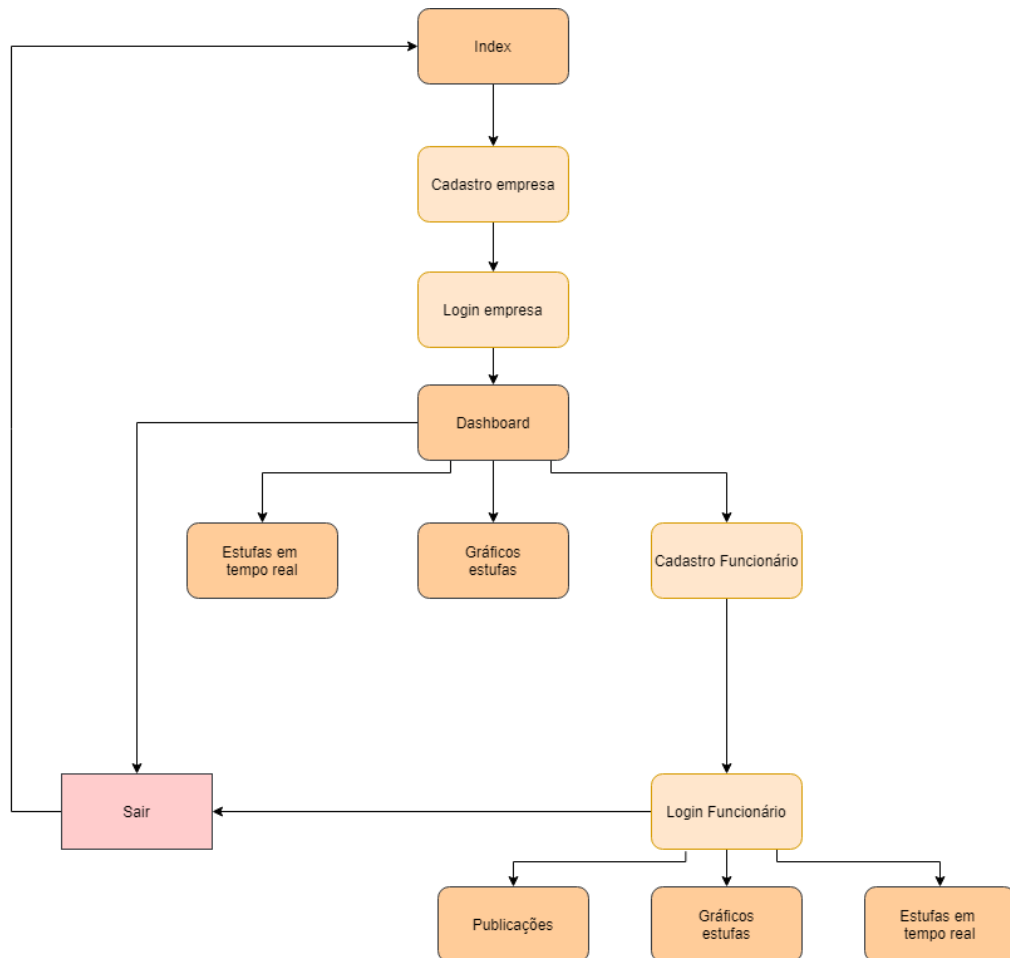 Index
Cadastro empresa
Login empresa
Dashboard
Estufas em
tempo real
Gráficos
estufas
Cadastro Funcionário
Sair
Login Funcionário
Publicações
Gráficos
estufas
Estufas em
tempo real